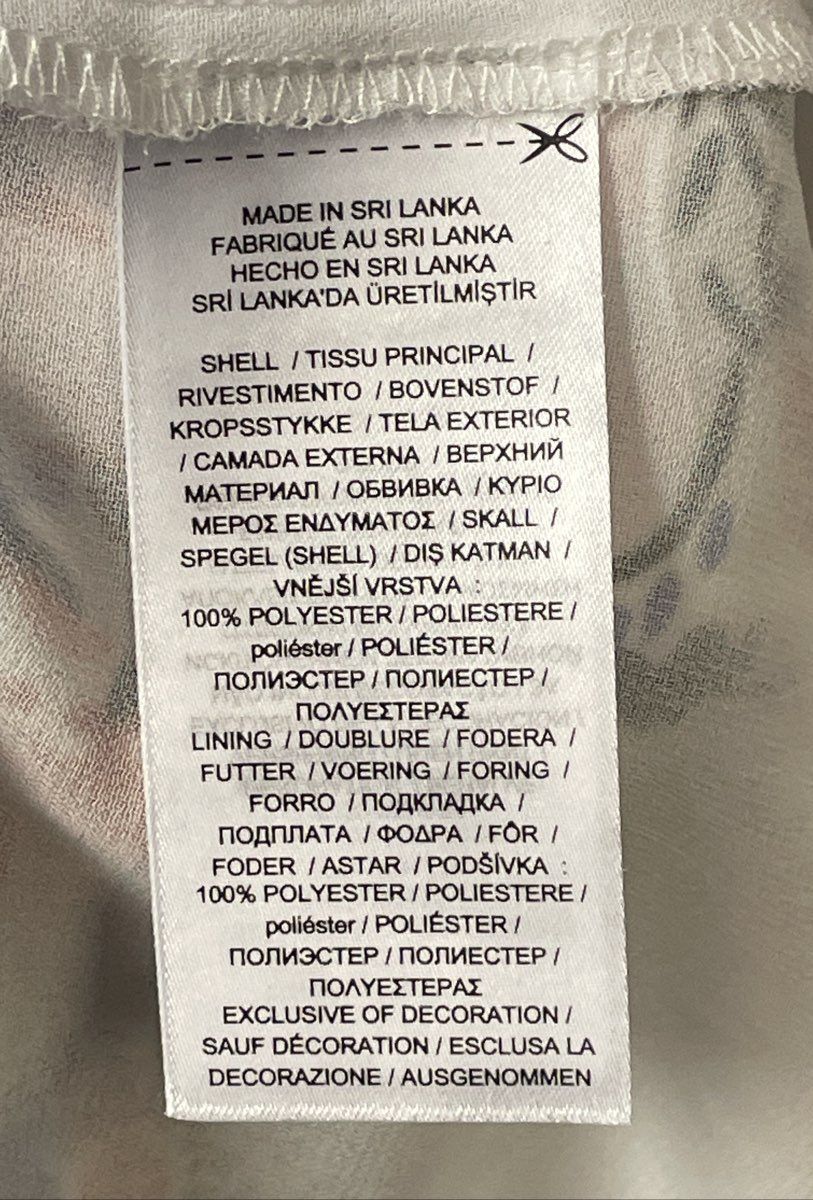 MADE IN SRI LANKA
FABRIQUÉ AU SRI LANKA
HECHO EN SRI LANKA
SRİ LANKA'DA ÜRETİLMİŞTİR
SHELL / TISSU PRINCIPAL /
RIVESTIMENTO / BOVENSTOF /
KROPSSTYKKE / TELA EXTERIOR
/ CAMADA EXTERNA / ВЕРХНИЙ
МАТЕРИАЛ / ОБВИВКА / ΚΥΡΙΟ
ΜΕΡΟΣ ΕΝΔΥΜΑΤΟΣ / SKALL /
SPEGEL (SHELL) / DIŞ KATMAN /
VNĚJŠÍ VRSTVA :
100% POLYESTER / POLIESTERE /
poliéster / POLIÉSTER /
ПОЛИЭСТЕР / ПОЛИЕСТЕР /
ΠΟΛΥΕΣΤΕΡΑΣ
LINING / DOUBLURE / FODERA /
FUTTER / VOERING / FORING /
FORRO / ПОДКЛАДКА /
ПОДПЛАТА / ΦΟΔΡΑ / FÔR /
FODER / ASTAR / PODŠÍVKA :
100% POLYESTER / POLIESTERE /
poliéster / POLIÉSTER /
ПОЛИЭСТЕР / ПОЛИЕСТЕР /
ΠΟΛΥΕΣΤΕΡΑΣ
EXCLUSIVE OF DECORATION /
SAUF DÉCORATION / ESCLUSA LA
DECORAZIONE / AUSGENOMMEN